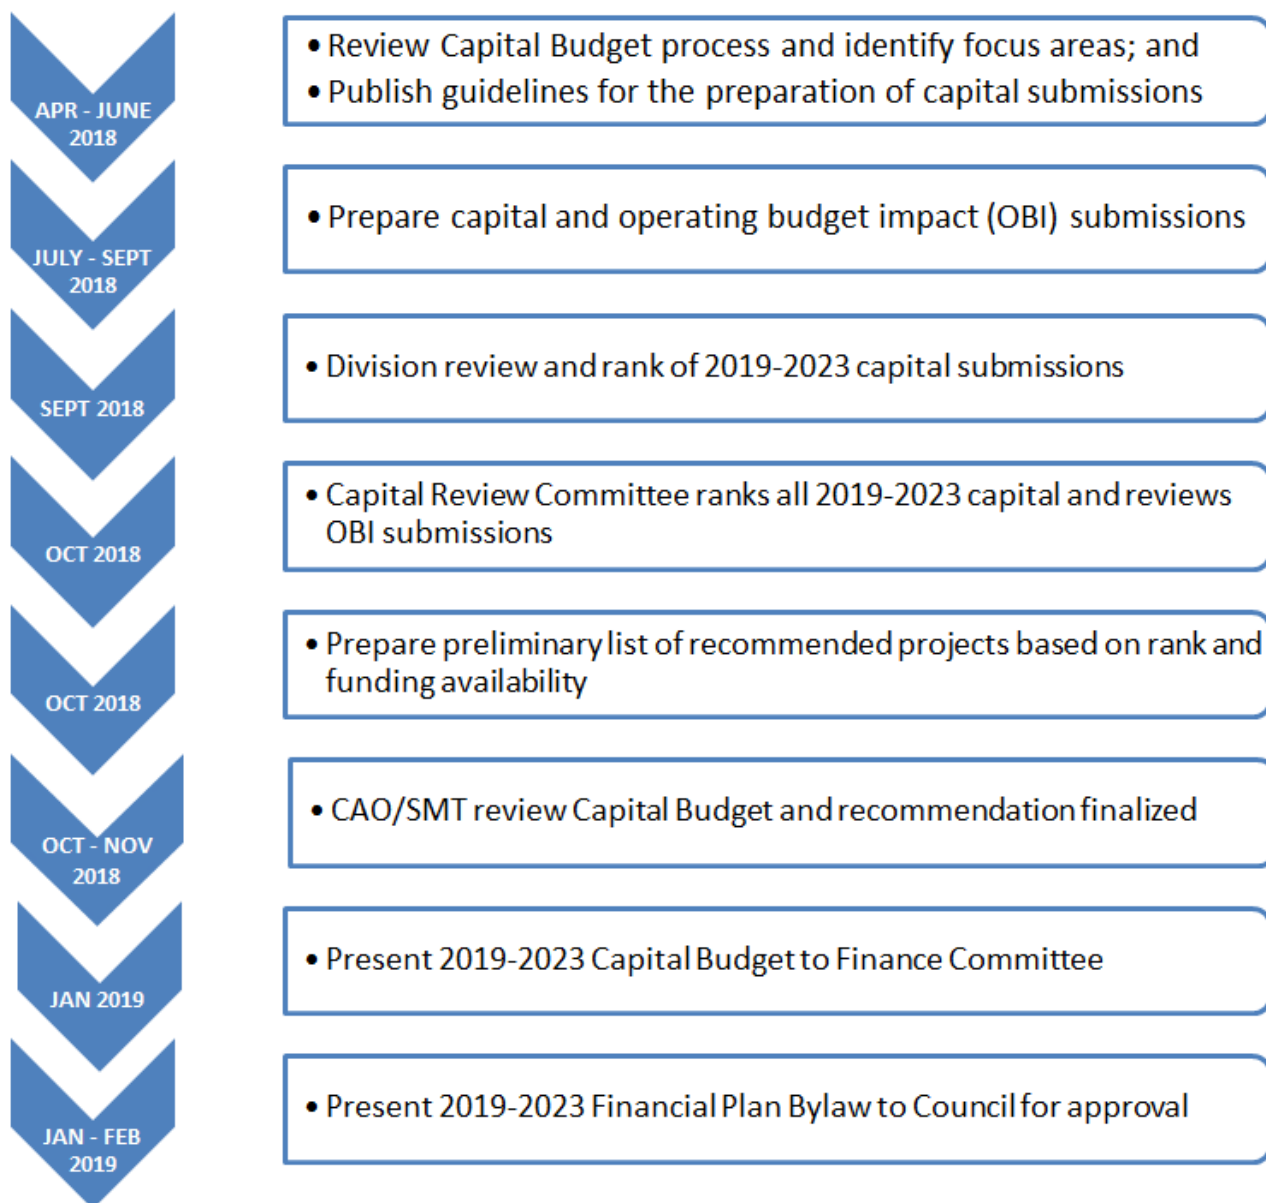 APR - JUNE
2018
• Review Capital Budget process and identify focus areas; and
• Publish guidelines for the preparation of capital submissions
JULY - SEPT
2018
• Prepare capital and operating budget impact (OBI) submissions
SEPT 2018
• Division review and rank of 2019-2023 capital submissions
OCT 2018
• Capital Review Committee ranks all 2019-2023 capital and reviews
OBI submissions
OCT 2018
• Prepare preliminary list of recommended projects based on rank and
funding availability
OCT - NOV
2018
• CAO/SMT review Capital Budget and recommendation finalized
JAN 2019
• Present 2019-2023 Capital Budget to Finance Committee
JAN - FEB
2019
• Present 2019-2023 Financial Plan Bylaw to Council for approval